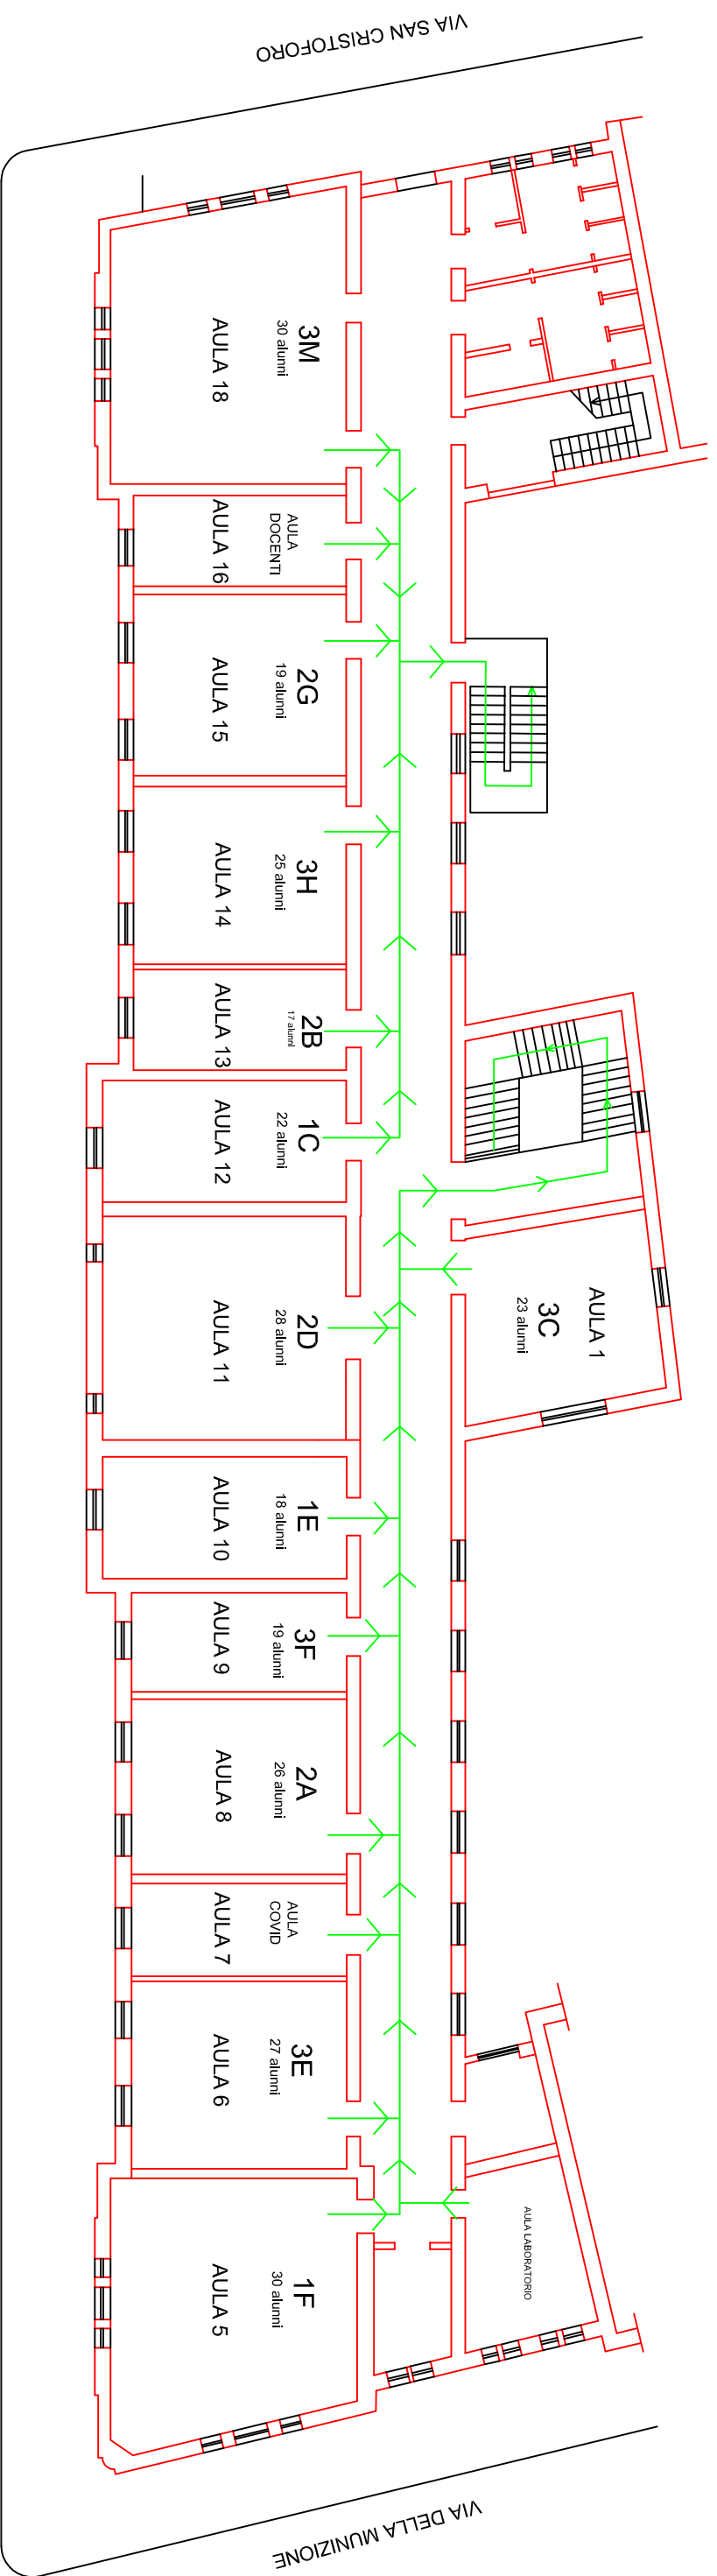 VIA SAN CRISTOFORO
3M
30 alunni
AULA 18
AULA
DOCENTI
AULA 16
2G
19 alunni
AULA 15
3H
25 alunni
AULA 14
2B
17 alunni
AULA 13
1C
22 alunni
AULA 12
AULA 1
3C
23 alunni
2D
28 alunni
AULA 11
1E
18 alunni
AULA 10
3F
19 alunni
AULA 9
2A
26 alunni
AULA 8
AULA
COVID
AULA 7
3E
27 alunni
AULA 6
AULA LABORATORIO
1F
30 alunni
AULA 5
VIA DELLA MUNIZIONE